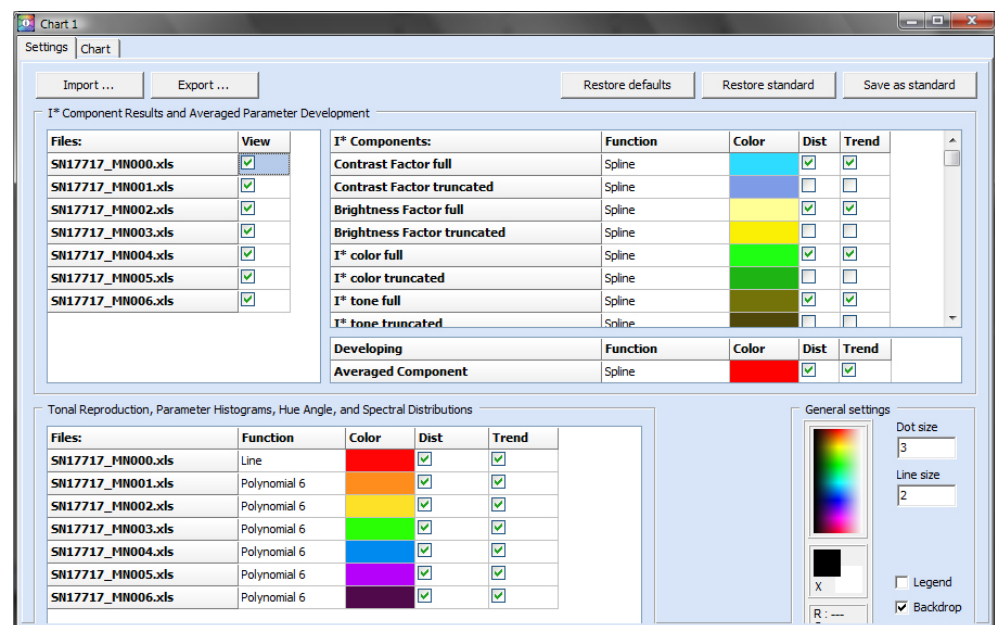 Chart 1
Settings Chart
Import ... Export ... Restore defaults Restore standard Save as standard
I* Component Results and Averaged Parameter Development
Files: View I* Components: Function Color Dist Trend
SN17717_MN000.xls Contrast Factor full Spline
SN17717_MN001.xls Contrast Factor truncated Spline
SN17717_MN002.xls Brightness Factor full Spline
SN17717_MN003.xls Brightness Factor truncated Spline
SN17717_MN004.xls I* color full Spline
SN17717_MN005.xls I* color truncated Spline
SN17717_MN006.xls I* tone full Spline
I* tone truncated Spline
Developing Function Color Dist Trend
Averaged Component Spline
Tonal Reproduction, Parameter Histograms, Hue Angle, and Spectral Distributions
Files: Function Color Dist Trend
SN17717_MN000.xls Line
SN17717_MN001.xls Polynomial 6
SN17717_MN002.xls Polynomial 6
SN17717_MN003.xls Polynomial 6
SN17717_MN004.xls Polynomial 6
SN17717_MN005.xls Polynomial 6
SN17717_MN006.xls Polynomial 6
General settings
Dot size
3
Line size
2
X
Legend
Backdrop
R : ---